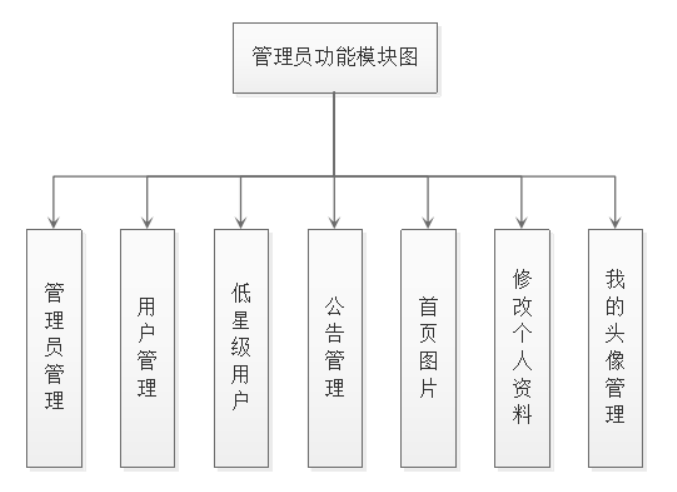 管理员功能模块图
管理员管理
用户管理
低星级用户
公告管理
首页图片
修改个人资料
我的头像管理